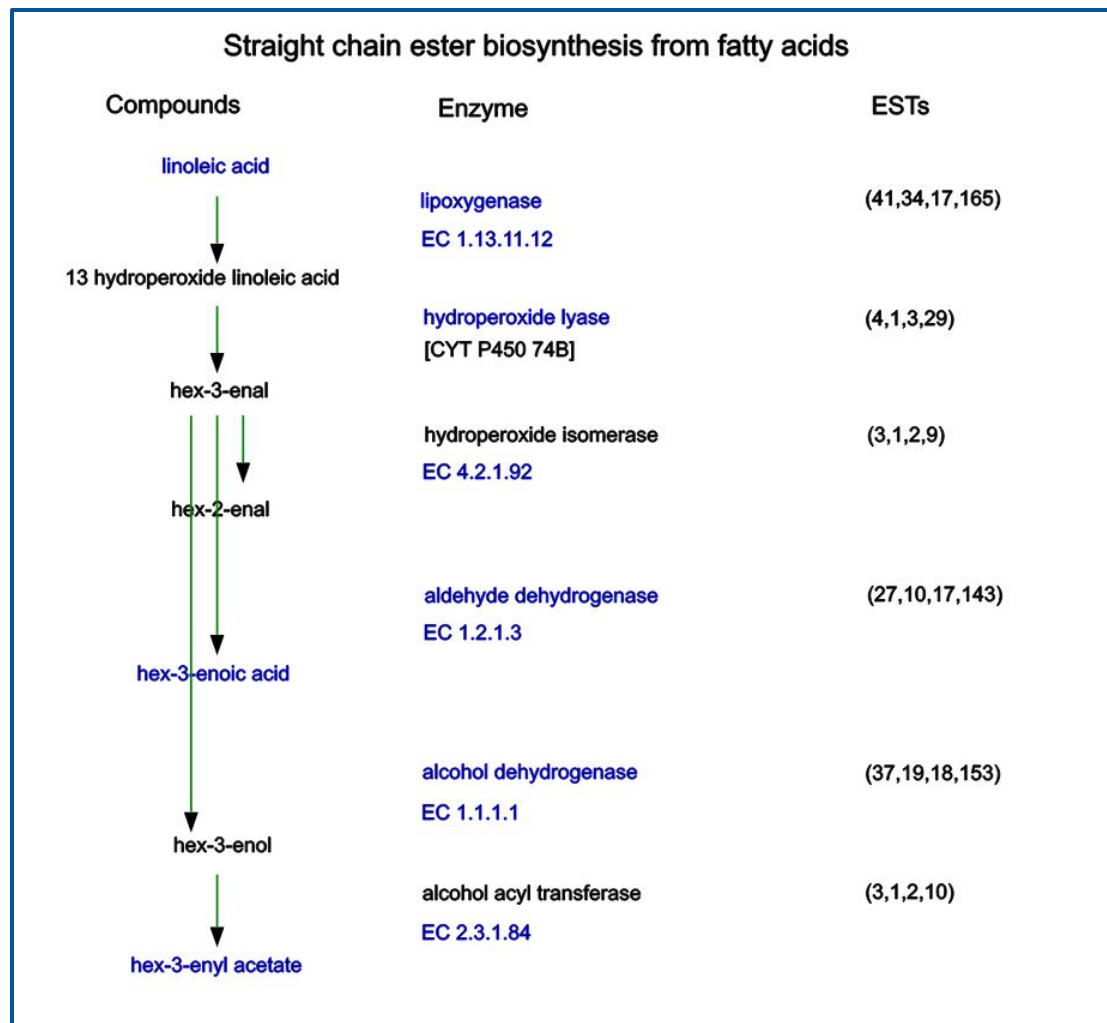 Straight chain ester biosynthesis from fatty acids
Compounds Enzyme ESTs
linoleic acid
lipoxygenase (41,34,17,165)
EC 1.13.11.12
13 hydroperoxide linoleic acid
hydroperoxide lyase (4,1,3,29)
[CYT P450 74B]
hex-3-enal
hydroperoxide isomerase (3,1,2,9)
EC 4.2.1.92
hex-2-enal
aldehyde dehydrogenase (27,10,17,143)
EC 1.2.1.3
hex-3-enoic acid
alcohol dehydrogenase (37,19,18,153)
EC 1.1.1.1
hex-3-enol
alcohol acyl transferase (3,1,2,10)
EC 2.3.1.84
hex-3-enyl acetate